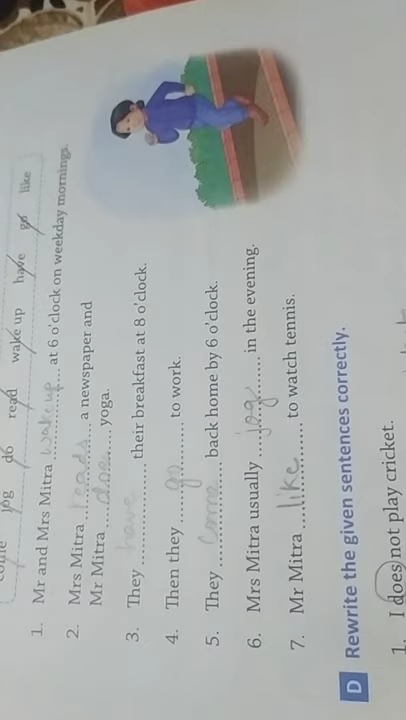 jog do read wake up have go like
1. Mr and Mrs Mitra wake up at 6 o'clock on weekday mornings.
2. Mrs Mitra reads a newspaper and
Mr Mitra does yoga.
3. They have their breakfast at 8 o'clock.
4. Then they go to work.
5. They come back home by 6 o'clock.
6. Mrs Mitra usually jog in the evening.
7. Mr Mitra like to watch tennis.
D Rewrite the given sentences correctly.
1. I does not play cricket.